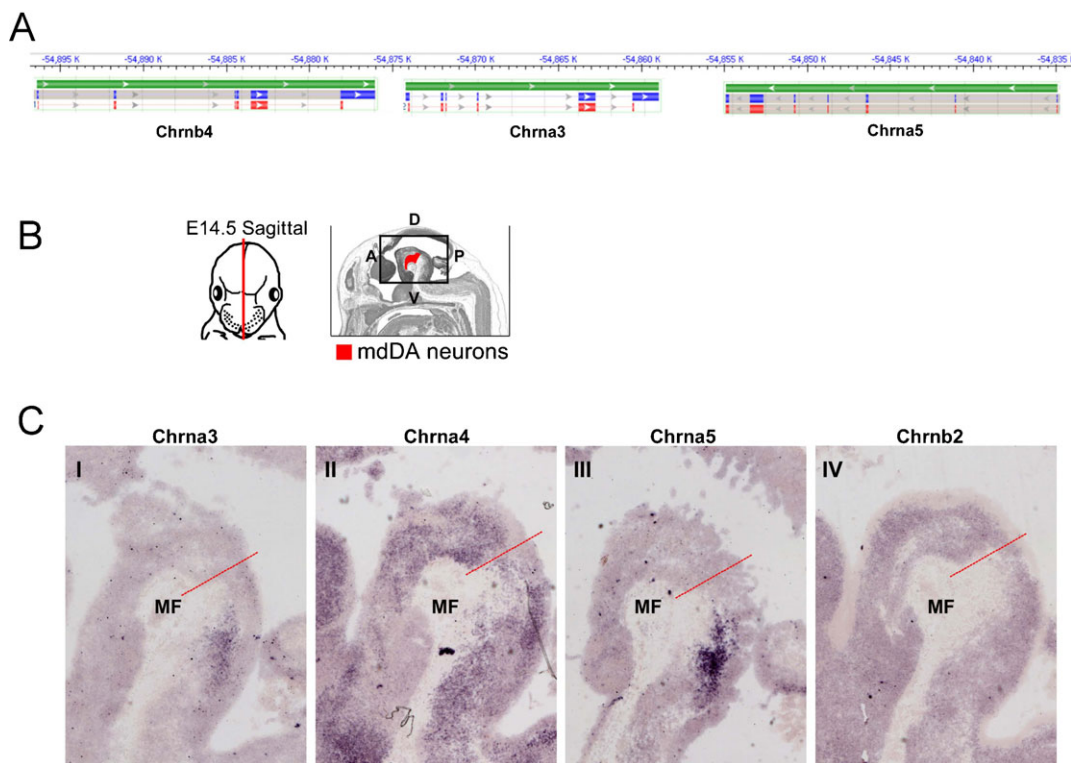 A
-54,895 K -54,890 K -54,885 K -54,880 K -54,875 K -54,870 K -54,865 K -54,860 K -54,855 K -54,850 K -54,845 K -54,840 K -54,835 K
Chrnb4 Chrna3 Chrna5
B
E14.5 Sagittal
D
A P
V
mdDA neurons
C
Chrna3 Chrna4 Chrna5 Chrnb2
I II III IV
MF MF MF MF